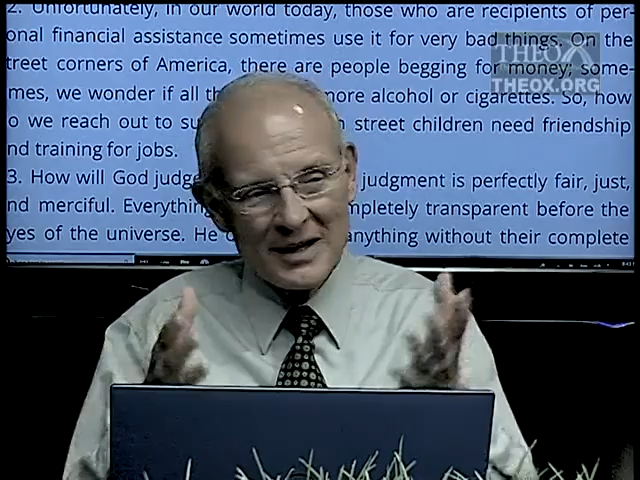 2. Unfortunately, in our world today, those who are recipients of per-
onal financial assistance sometimes use it for very bad things. On the
treet corners of America, there are people begging for money; some-
mes, we wonder if all th more alcohol or cigarettes. So, how
o we reach out to su street children need friendship
nd training for jobs.
3. How will God judge judgment is perfectly fair, just,
nd merciful. Everything mpletely transparent before the
yes of the universe. He anything without their complete
THEOX
THEOX.ORG